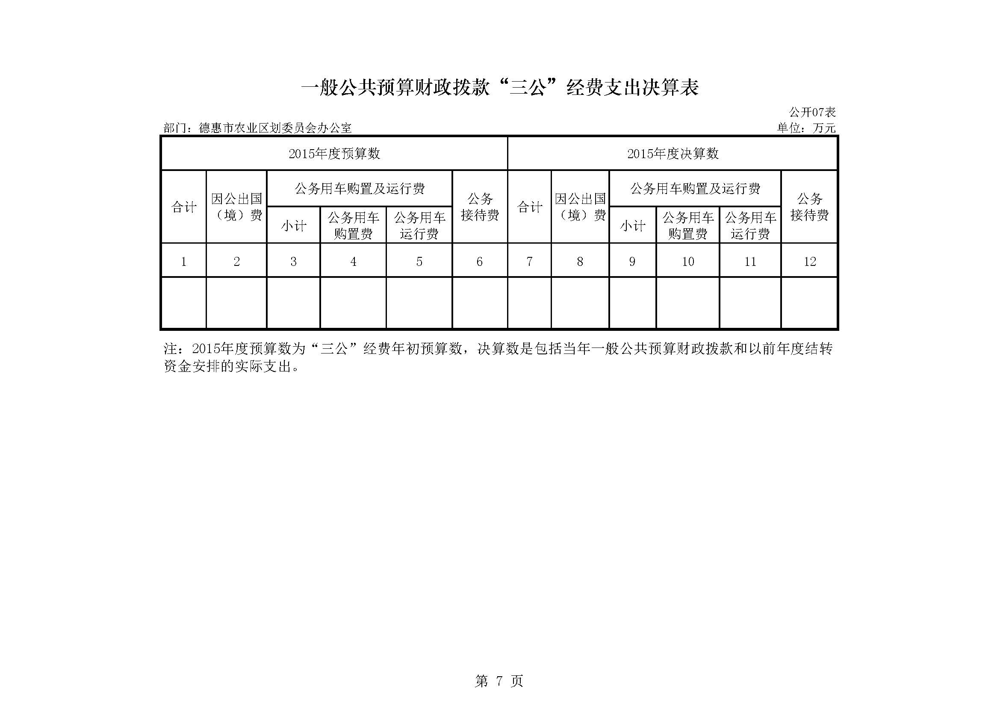 一般公共预算财政拨款“三公”经费支出决算表
公开07表
部门：德惠市农业区划委员会办公室 单位：万元
2015年度预算数 2015年度决算数
合计 因公出国（境）费 公务用车购置及运行费 公务接待费 合计 因公出国（境）费 公务用车购置及运行费 公务接待费
小计 公务用车购置费 公务用车运行费 小计 公务用车购置费 公务用车运行费
1 2 3 4 5 6 7 8 9 10 11 12
注：2015年度预算数为“三公”经费年初预算数，决算数是包括当年一般公共预算财政拨款和以前年度结转
资金安排的实际支出。
第 7 页